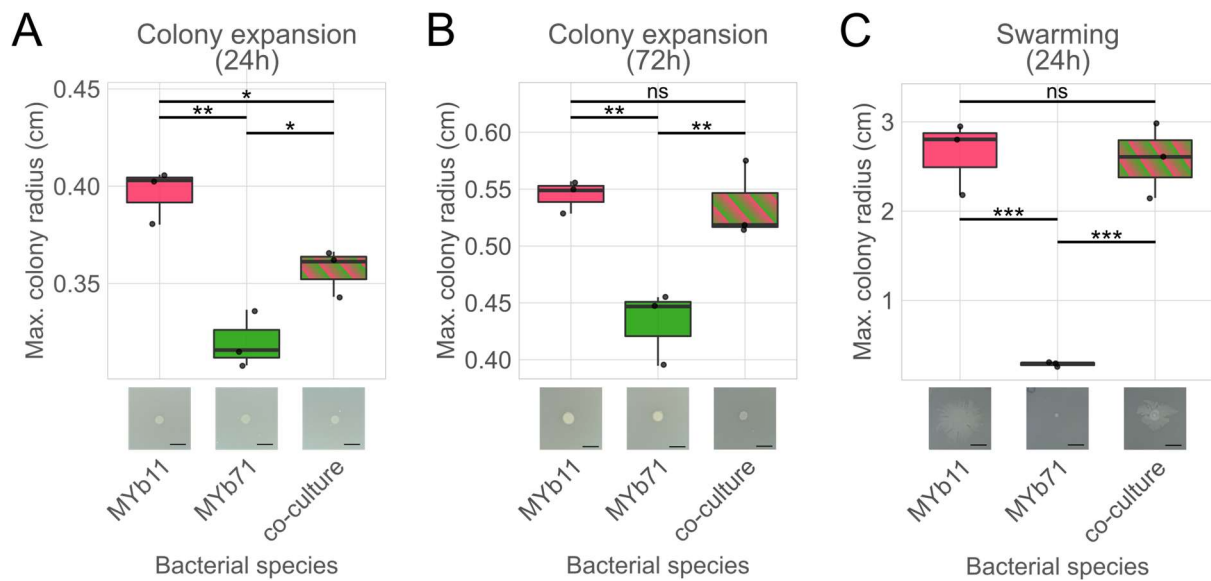 A
Colony expansion
(24h)
Max. colony radius (cm)
0.45
0.40
0.35
*
**
*
MYb11
MYb71
co-culture
Bacterial species
B
Colony expansion
(72h)
Max. colony radius (cm)
0.60
0.55
0.50
0.45
0.40
ns
**
**
MYb11
MYb71
co-culture
Bacterial species
C
Swarming
(24h)
Max. colony radius (cm)
3
2
1
ns
***
***
MYb11
MYb71
co-culture
Bacterial species